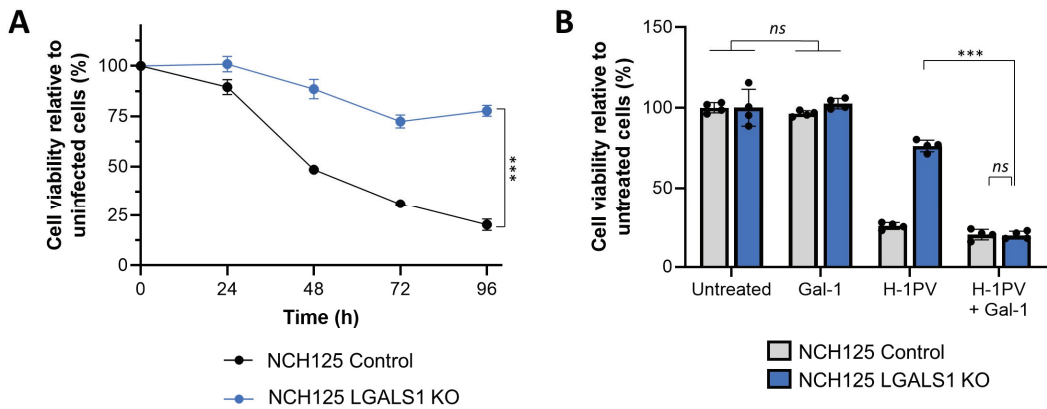 A
Cell viability relative to
uninfected cells (%)
100
75
50
25
0
0 24 48 72 96
Time (h)
***
NCH125 Control
NCH125 LGALS1 KO
B
Cell viability relative to
untreated cells (%)
150
100
50
0
ns
***
ns
Untreated Gal-1 H-1PV H-1PV
+ Gal-1
NCH125 Control
NCH125 LGALS1 KO